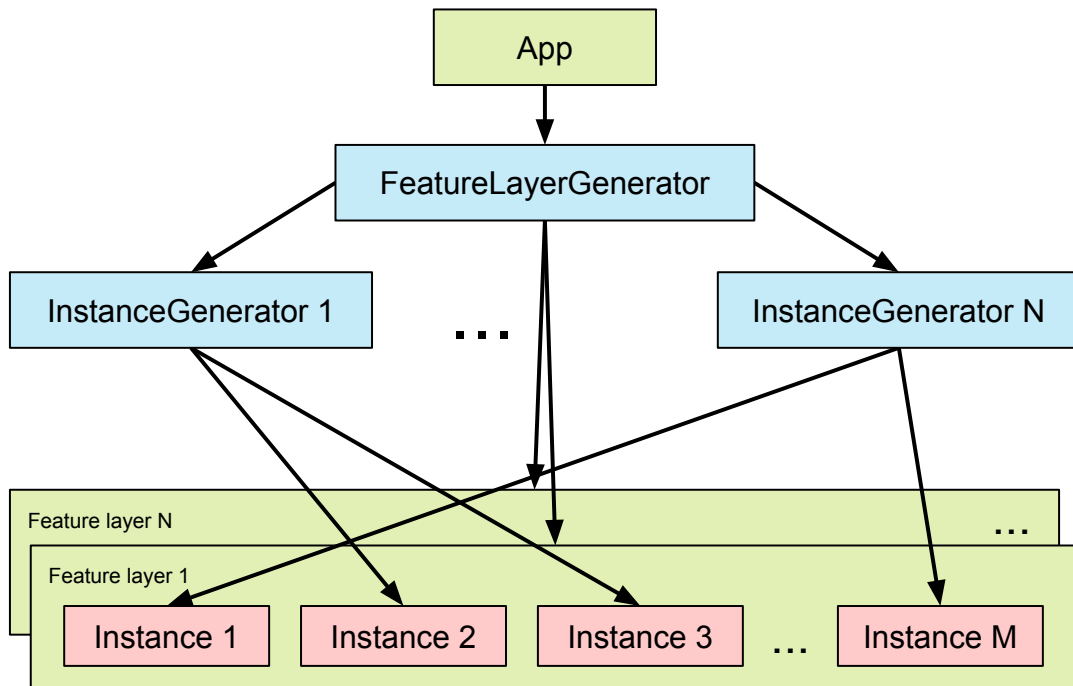 App
FeatureLayerGenerator
InstanceGenerator 1
...
InstanceGenerator N
Feature layer N
...
Feature layer 1
Instance 1
Instance 2
Instance 3
...
Instance M